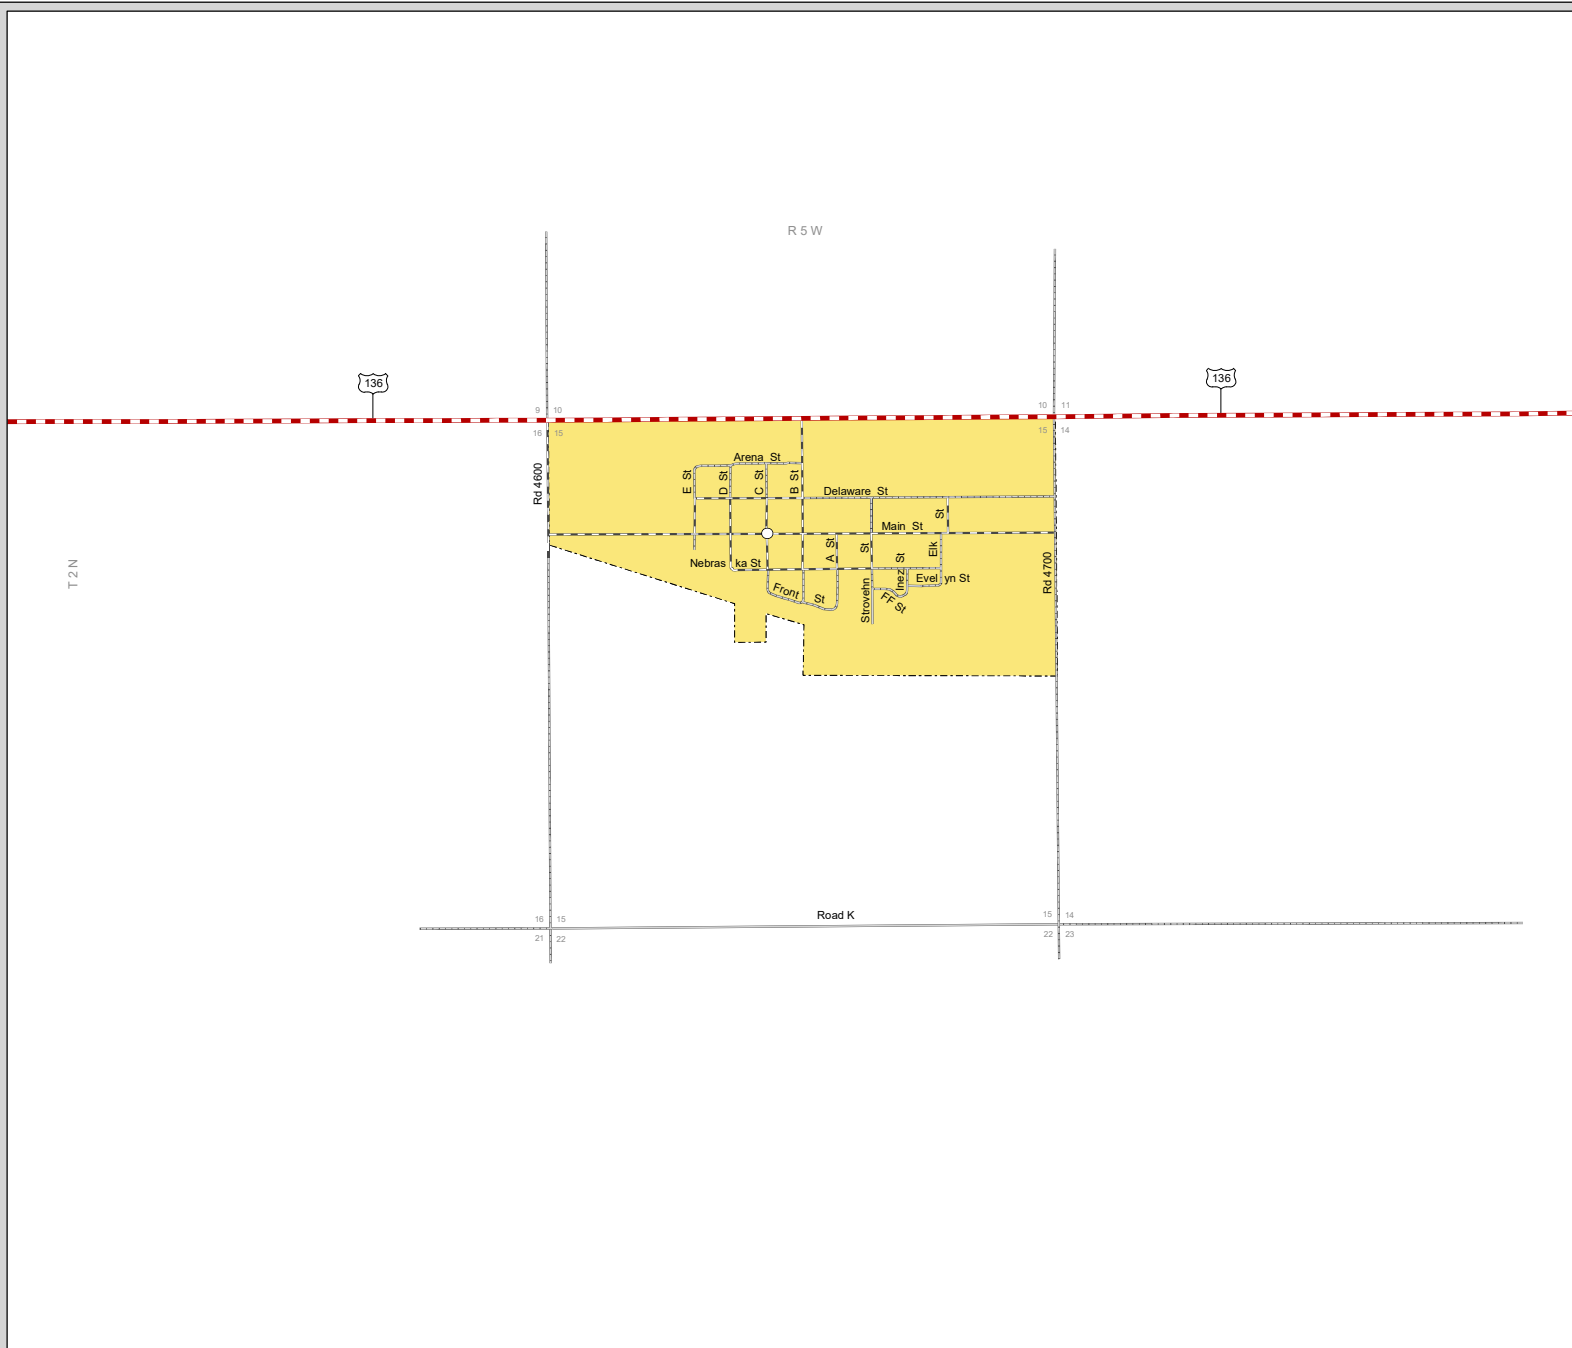 R 5 W
136
136
9 10
10 11
16 15
15 14
Arena St
Rd 4600
E St
D St
C St
B St
Delaware St
St
Main St
A St
St
Inez St
Elk
Nebras ka St
T 2 N
Rd 4700
Evel yn St
Front St
Strovehn
FF St
Road K
16 15
15 14
21 22
22 23